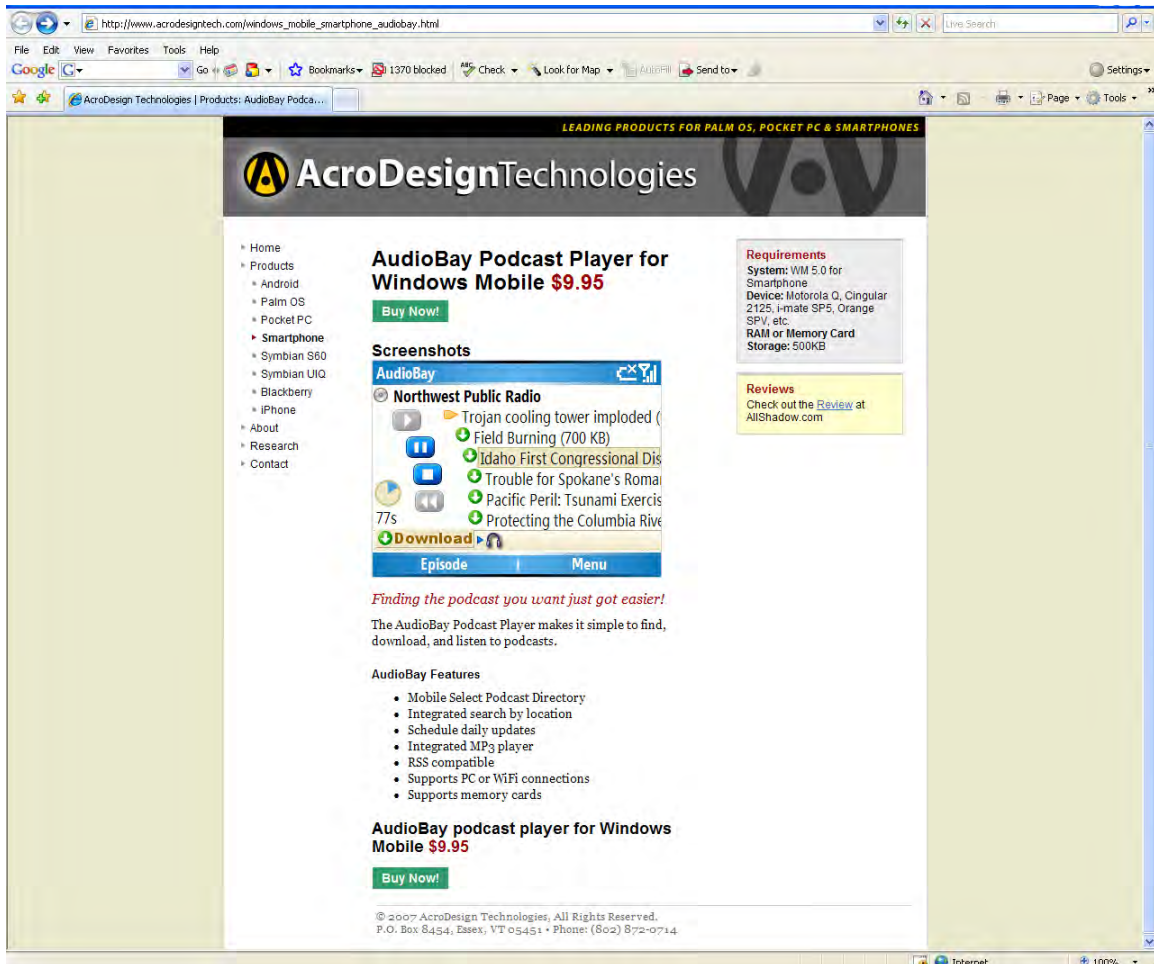 http://www.acrodesigntech.com/windows_mobile_smartphone_audiobay.html
Live Search
File Edit View Favorites Tools Help
Google G Go Bookmarks 1370 blocked ABC Check Look for Map AutoFill Send to Settings
AcroDesign Technologies | Products: AudioBay Podca...
Page Tools
LEADING PRODUCTS FOR PALM OS, POCKET PC & SMARTPHONES
AcroDesignTechnologies
Home
Products
Android
Palm OS
Pocket PC
Smartphone
Symbian S60
Symbian UIQ
Blackberry
iPhone
About
Research
Contact
AudioBay Podcast Player for
Windows Mobile $9.95
Buy Now!
Screenshots
AudioBay
Northwest Public Radio
Trojan cooling tower imploded (
Field Burning (700 KB)
Idaho First Congressional Dis
Trouble for Spokane's Roma
Pacific Peril: Tsunami Exercis
77s
Protecting the Columbia Rive
Download
Episode Menu
Finding the podcast you want just got easier!
The AudioBay Podcast Player makes it simple to find,
download, and listen to podcasts.
AudioBay Features
• Mobile Select Podcast Directory
• Integrated search by location
• Schedule daily updates
• Integrated MP3 player
• RSS compatible
• Supports PC or WiFi connections
• Supports memory cards
AudioBay podcast player for Windows
Mobile $9.95
Buy Now!
© 2007 AcroDesign Technologies, All Rights Reserved.
P.O. Box 8454, Essex, VT 05451 • Phone: (802) 872-0714
Requirements
System: WM 5.0 for
Smartphone
Device: Motorola Q, Cingular
2125, i-mate SP5, Orange
SPV, etc.
RAM or Memory Card
Storage: 500KB
Reviews
Check out the Review at
AllShadow.com
Internet 100%